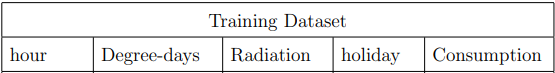 Training Dataset
hour Degree-days Radiation holiday Consumption